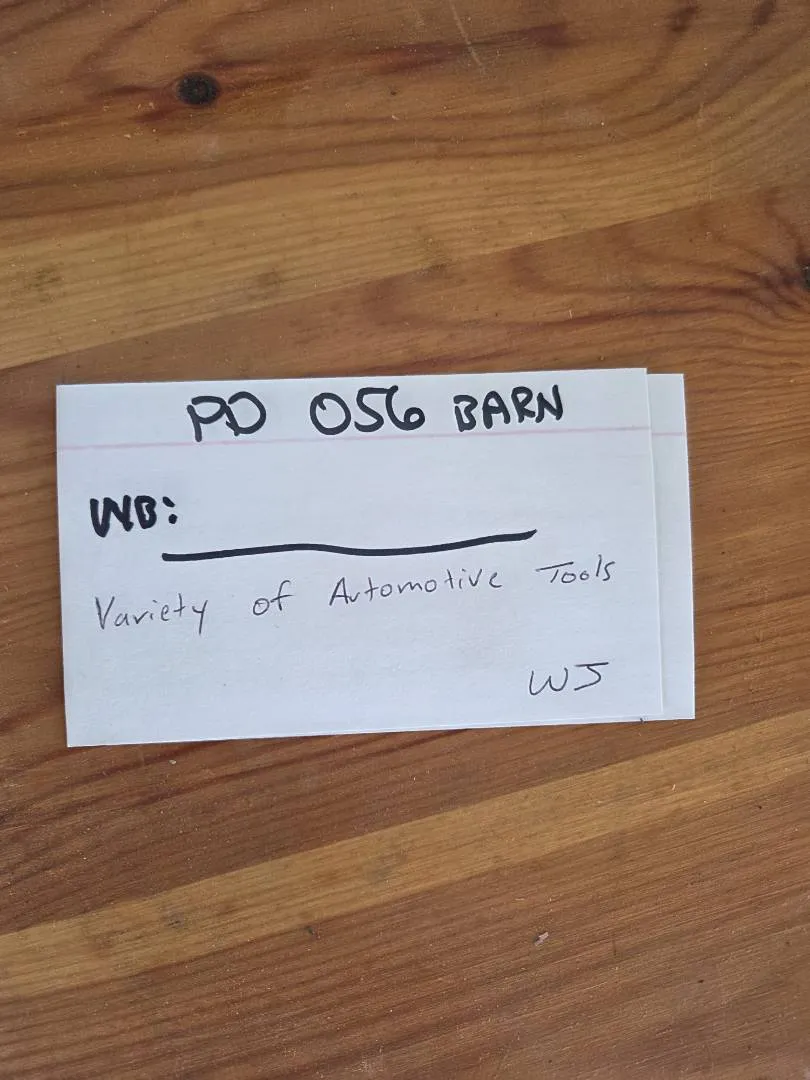 PD 056 BARN
WB:
Variety of Automotive Tools
WJ